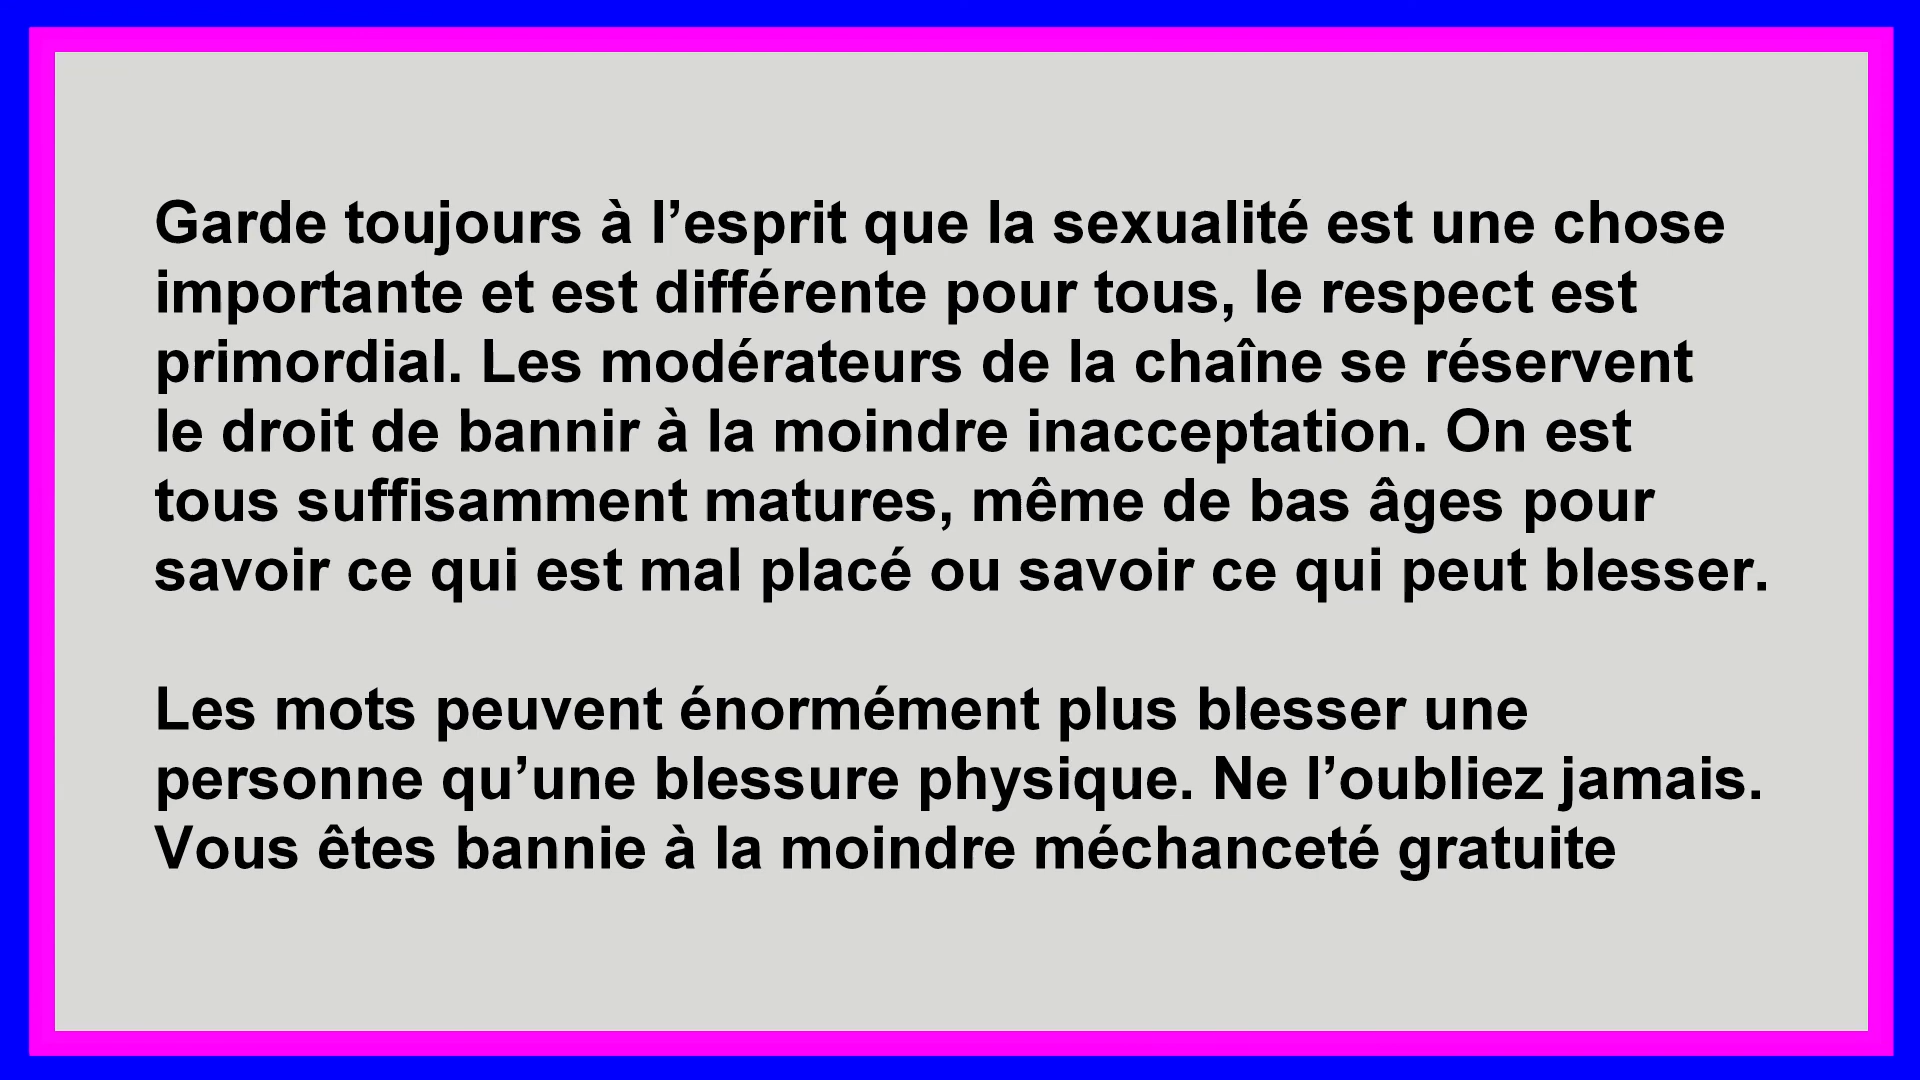 Garde toujours à l’esprit que la sexualité est une chose
importante et est différente pour tous, le respect est
primordial. Les modérateurs de la chaîne se réservent
le droit de bannir à la moindre inacceptation. On est
tous suffisamment matures, même de bas âges pour
savoir ce qui est mal placé ou savoir ce qui peut blesser.
Les mots peuvent énormément plus blesser une
personne qu’une blessure physique. Ne l’oubliez jamais.
Vous êtes bannie à la moindre méchanceté gratuite